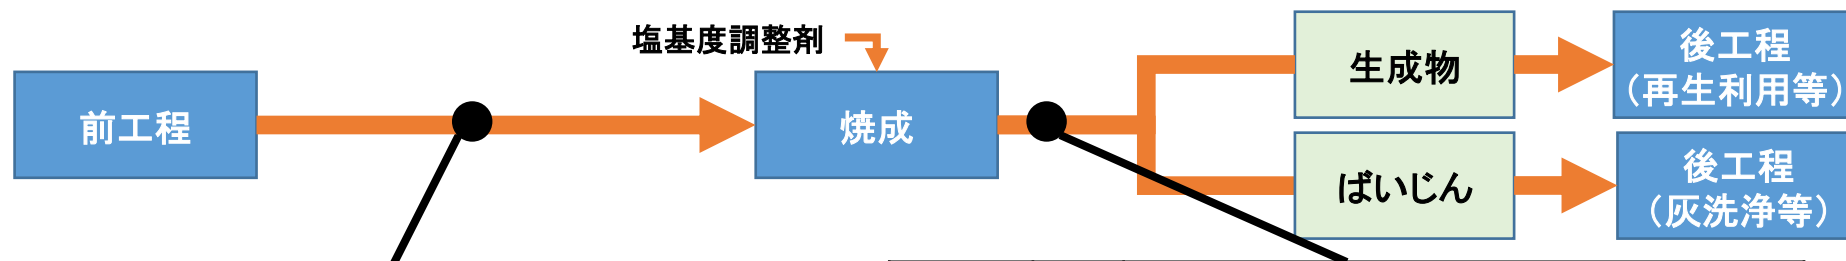 塩基度調整剤
前工程
焼成
生成物
後工程
（再生利用等）
ばいじん
後工程
（灰洗浄等）